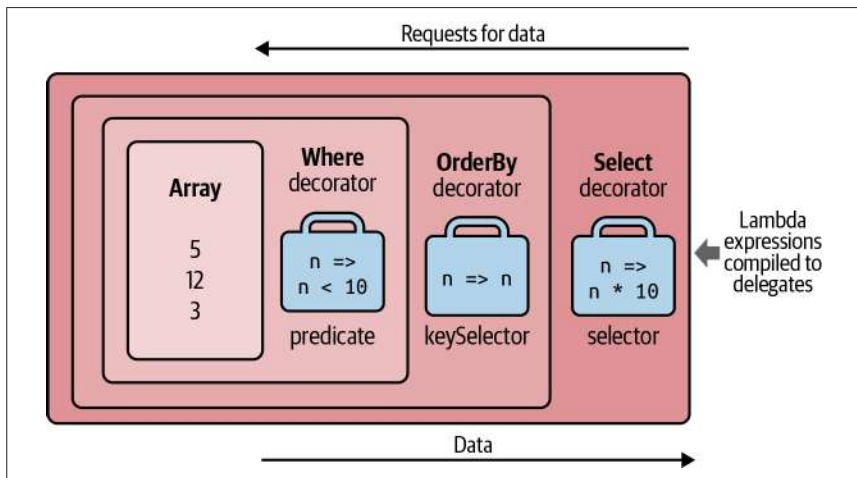 Requests for data
Array
5
12
3
Where
decorator
n =>
n < 10
predicate
OrderBy
decorator
n => n
keySelector
Select
decorator
n =>
n * 10
selector
Lambda
expressions
compiled to
delegates
Data